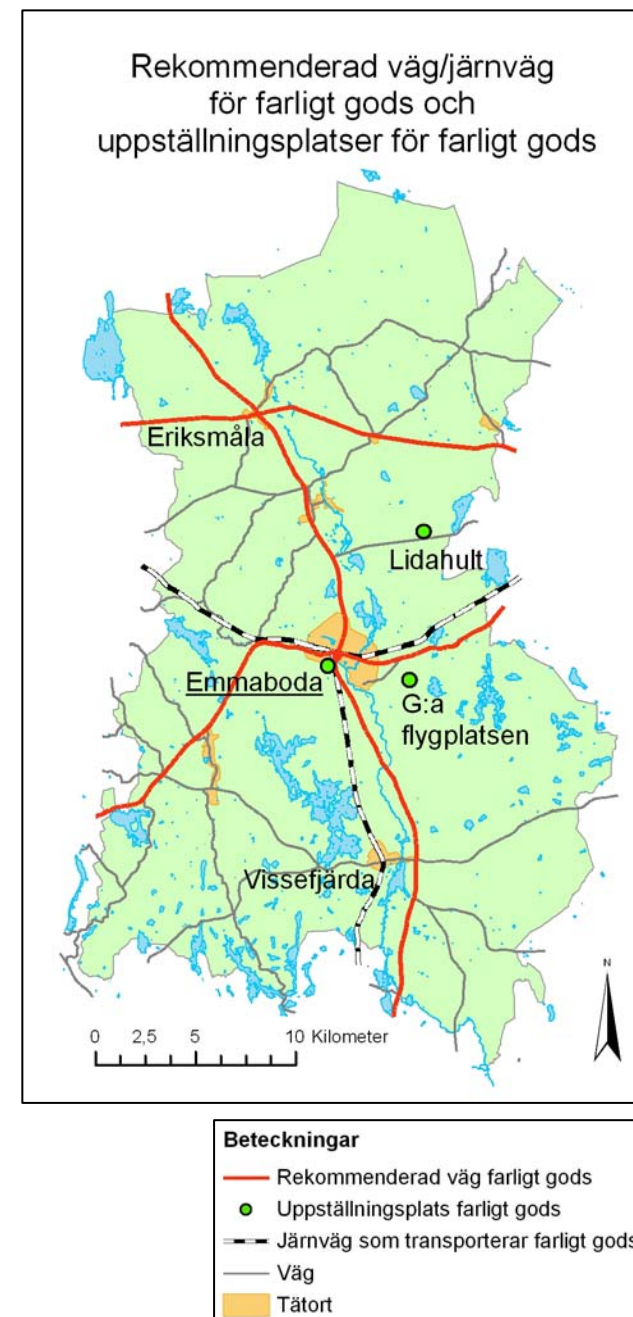 Rekommenderad väg/järnväg
för farligt gods och
uppställningsplatser för farligt gods
Eriksmåla
Lidahult
Emmaboda
G:a
flygplatsen
Vissefjärda
N
0 2,5 5 10 Kilometer
Beteckningar
Rekommenderad väg farligt gods
Uppställningsplats farligt gods
Järnväg som transporterar farligt gods
Väg
Tätort